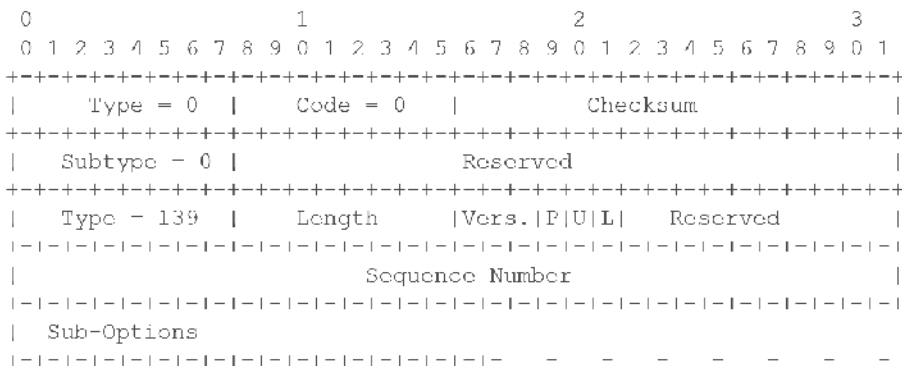 0                   1                   2                   3
 0 1 2 3 4 5 6 7 8 9 0 1 2 3 4 5 6 7 8 9 0 1 2 3 4 5 6 7 8 9 0 1
+-+-+-+-+-+-+-+-+-+-+-+-+-+-+-+-+-+-+-+-+-+-+-+-+-+-+-+-+-+-+-+-+
|     Type = 0  |    Code = 0   |         Checksum              |
+-+-+-+-+-+-+-+-+-+-+-+-+-+-+-+-+-+-+-+-+-+-+-+-+-+-+-+-+-+-+-+-+
|   Subtype = 0 |                Reserved                       |
+-+-+-+-+-+-+-+-+-+-+-+-+-+-+-+-+-+-+-+-+-+-+-+-+-+-+-+-+-+-+-+-+
|   Type = 139  |    Length     |Vers.|P|U|L|   Reserved        |
+-+-+-+-+-+-+-+-+-+-+-+-+-+-+-+-+-+-+-+-+-+-+-+-+-+-+-+-+-+-+-+-+
|                         Sequence Number                       |
+-+-+-+-+-+-+-+-+-+-+-+-+-+-+-+-+-+-+-+-+-+-+-+-+-+-+-+-+-+-+-+-+
|  Sub-Options
+-+-+-+-+-+-+-+-+-+-+-+-+-+-+-+-+-+-   -   -   -   -   -   -   -